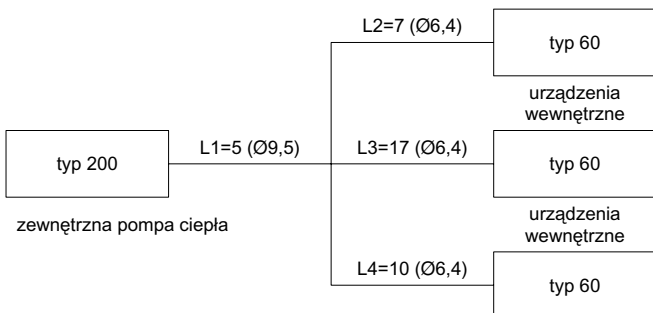 L2=7 (Ø6,4)
typ 60
urządzenia
wewnętrzne
typ 200
L1=5 (Ø9,5)
L3=17 (Ø6,4)
typ 60
zewnętrzna pompa ciepła
urządzenia
wewnętrzne
L4=10 (Ø6,4)
typ 60